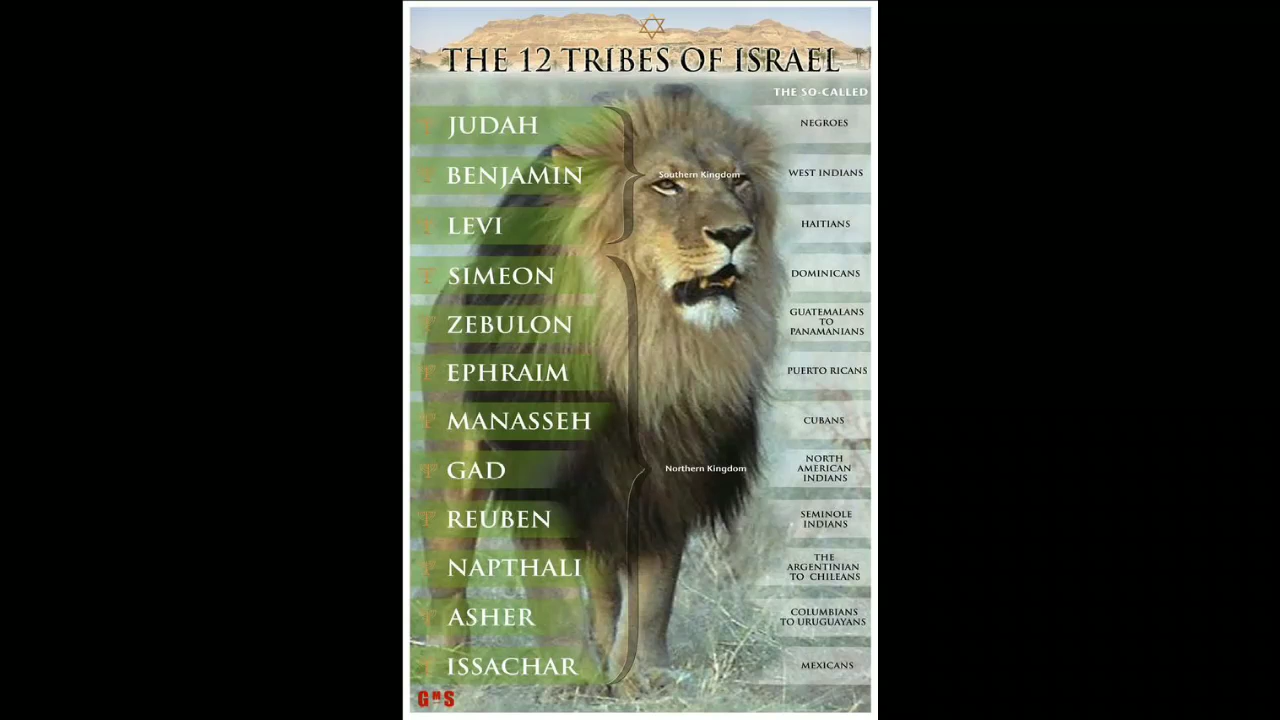 THE 12 TRIBES OF ISRAEL
THE SO-CALLED
JUDAH
NEGROES
BENJAMIN
Southern Kingdom
WEST INDIANS
LEVI
HAITIANS
SIMEON
DOMINICANS
ZEBULON
GUATEMALANS
TO
PANAMANIANS
EPHRAIM
PUERTO RICANS
MANASSEH
CUBANS
GAD
Northern Kingdom
NORTH
AMERICAN
INDIANS
REUBEN
SEMINOLE
INDIANS
NAPTHALI
THE
ARGENTINIAN
TO CHILEANS
ASHER
COLUMBIANS
TO URUGUAYANS
ISSACHAR
MEXICANS
GMS